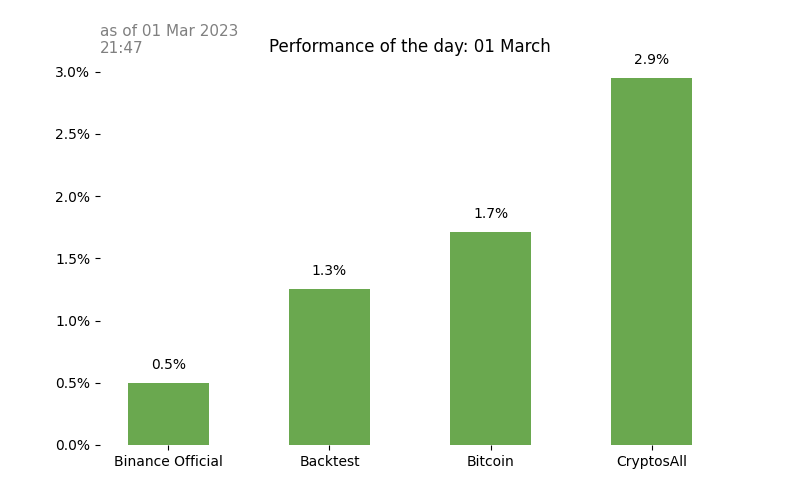 as of 01 Mar 2023
21:47
Performance of the day: 01 March
3.0%
2.5%
2.0%
1.5%
1.0%
0.5%
0.0%
0.5%
1.3%
1.7%
2.9%
Binance Official
Backtest
Bitcoin
CryptosAll